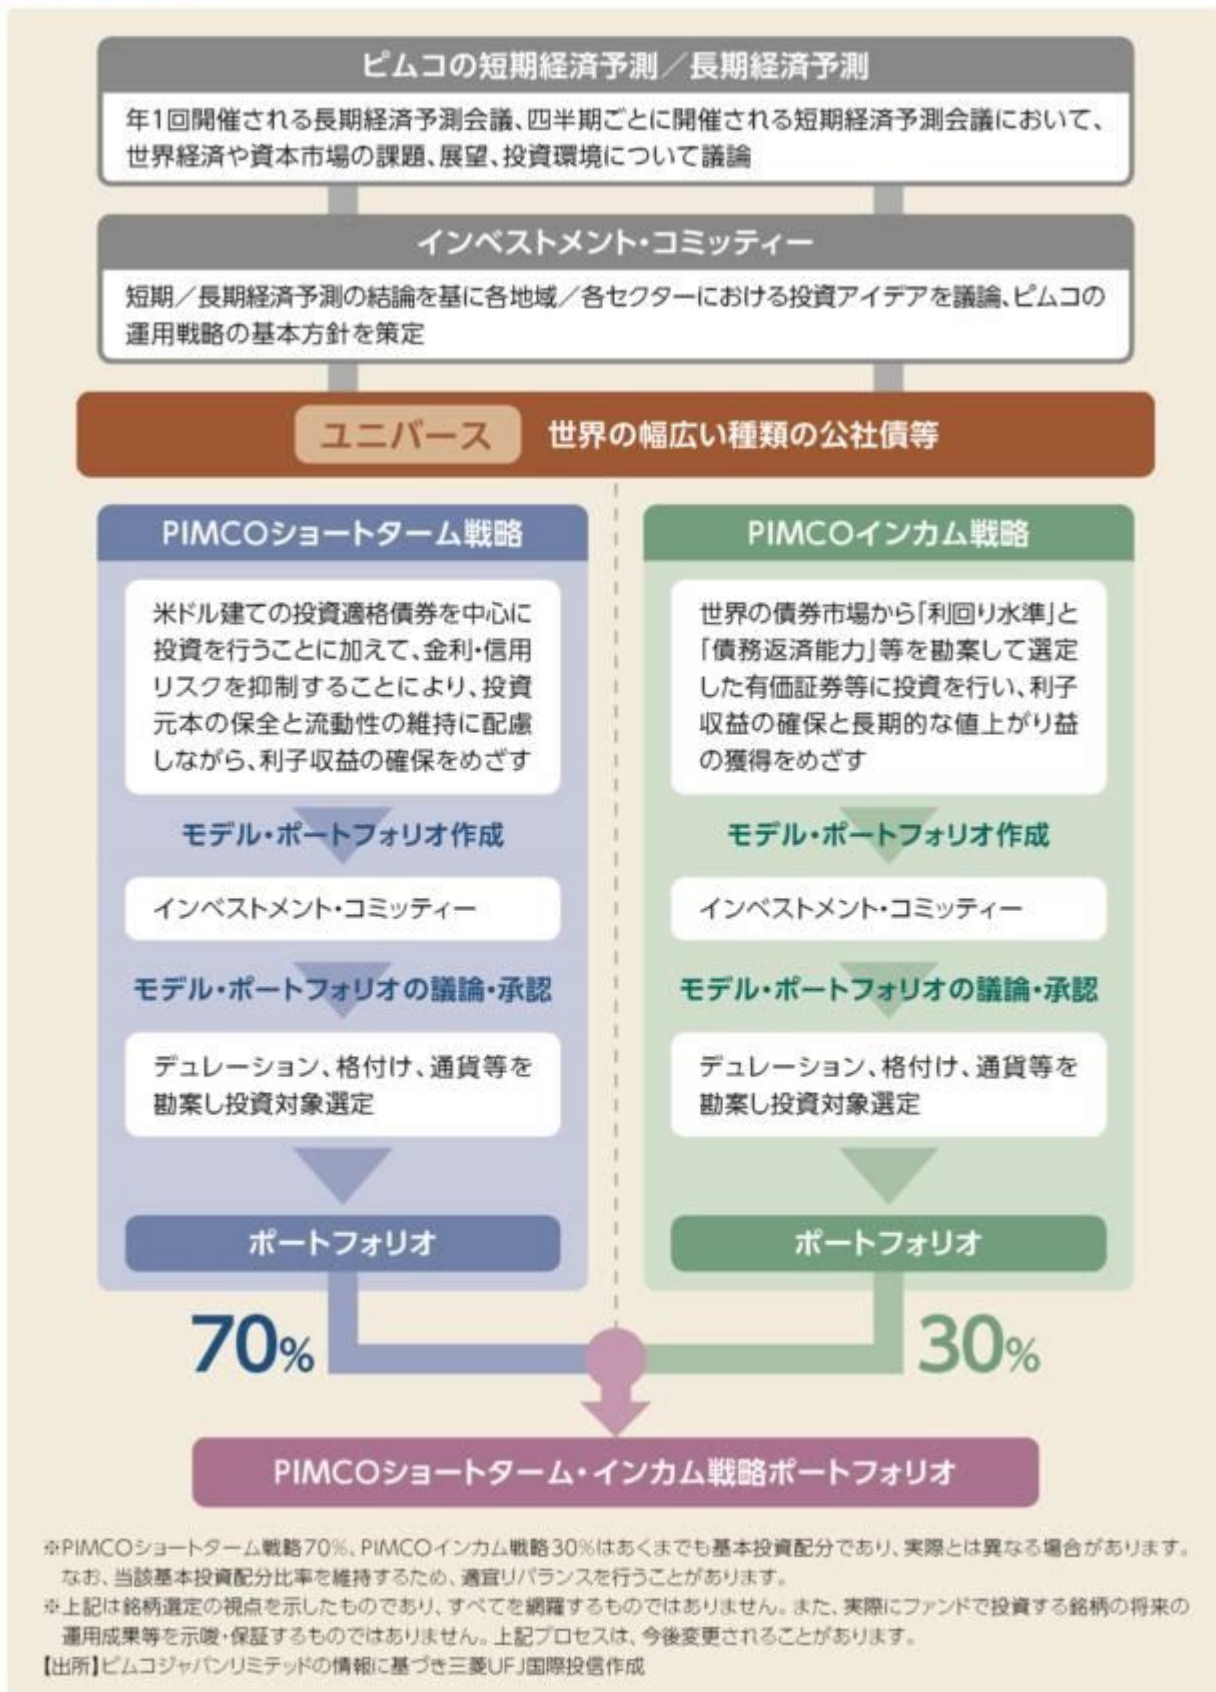 ピムコの短期経済予測／長期経済予測
年1回開催される長期経済予測会議、四半期ごとに開催される短期経済予測会議において、
世界経済や資本市場の課題、展望、投資環境について議論
インベストメント・コミッティー
短期／長期経済予測の結論を基に各地域／各セクターにおける投資アイデアを議論、ピムコの
運用戦略の基本方針を策定
ユニバース 世界の幅広い種類の公社債等
PIMCOショートターム戦略
米ドル建ての投資適格債券を中心に
投資を行うことに加えて、金利・信用
リスクを抑制することにより、投資
元本の保全と流動性の維持に配慮
しながら、利子収益の確保をめざす
モデル・ポートフォリオ作成
インベストメント・コミッティー
モデル・ポートフォリオの議論・承認
デュレーション、格付け、通貨等を
勘案し投資対象選定
ポートフォリオ
70%
PIMCOインカム戦略
世界の債券市場から「利回り水準」と
「債務返済能力」等を勘案して選定
した有価証券等に投資を行い、利子
収益の確保と長期的な値上がり益
の獲得をめざす
モデル・ポートフォリオ作成
インベストメント・コミッティー
モデル・ポートフォリオの議論・承認
デュレーション、格付け、通貨等を
勘案し投資対象選定
ポートフォリオ
30%
PIMCOショートターム・インカム戦略ポートフォリオ
※PIMCOショートターム戦略70%、PIMCOインカム戦略30%はあくまでも基本投資配分であり、実際とは異なる場合があります。
なお、当該基本投資配分比率を維持するため、適宜リバランスを行うことがあります。
※上記は銘柄選定の視点を示したものであり、すべてを網羅するものではありません。また、実際にファンドで投資する銘柄の将来の
運用成果等を示唆・保証するものではありません。上記プロセスは、今後変更されることがあります。
【出所】ピムコジャパンリミテッドの情報に基づき三菱UFJ国際投信作成